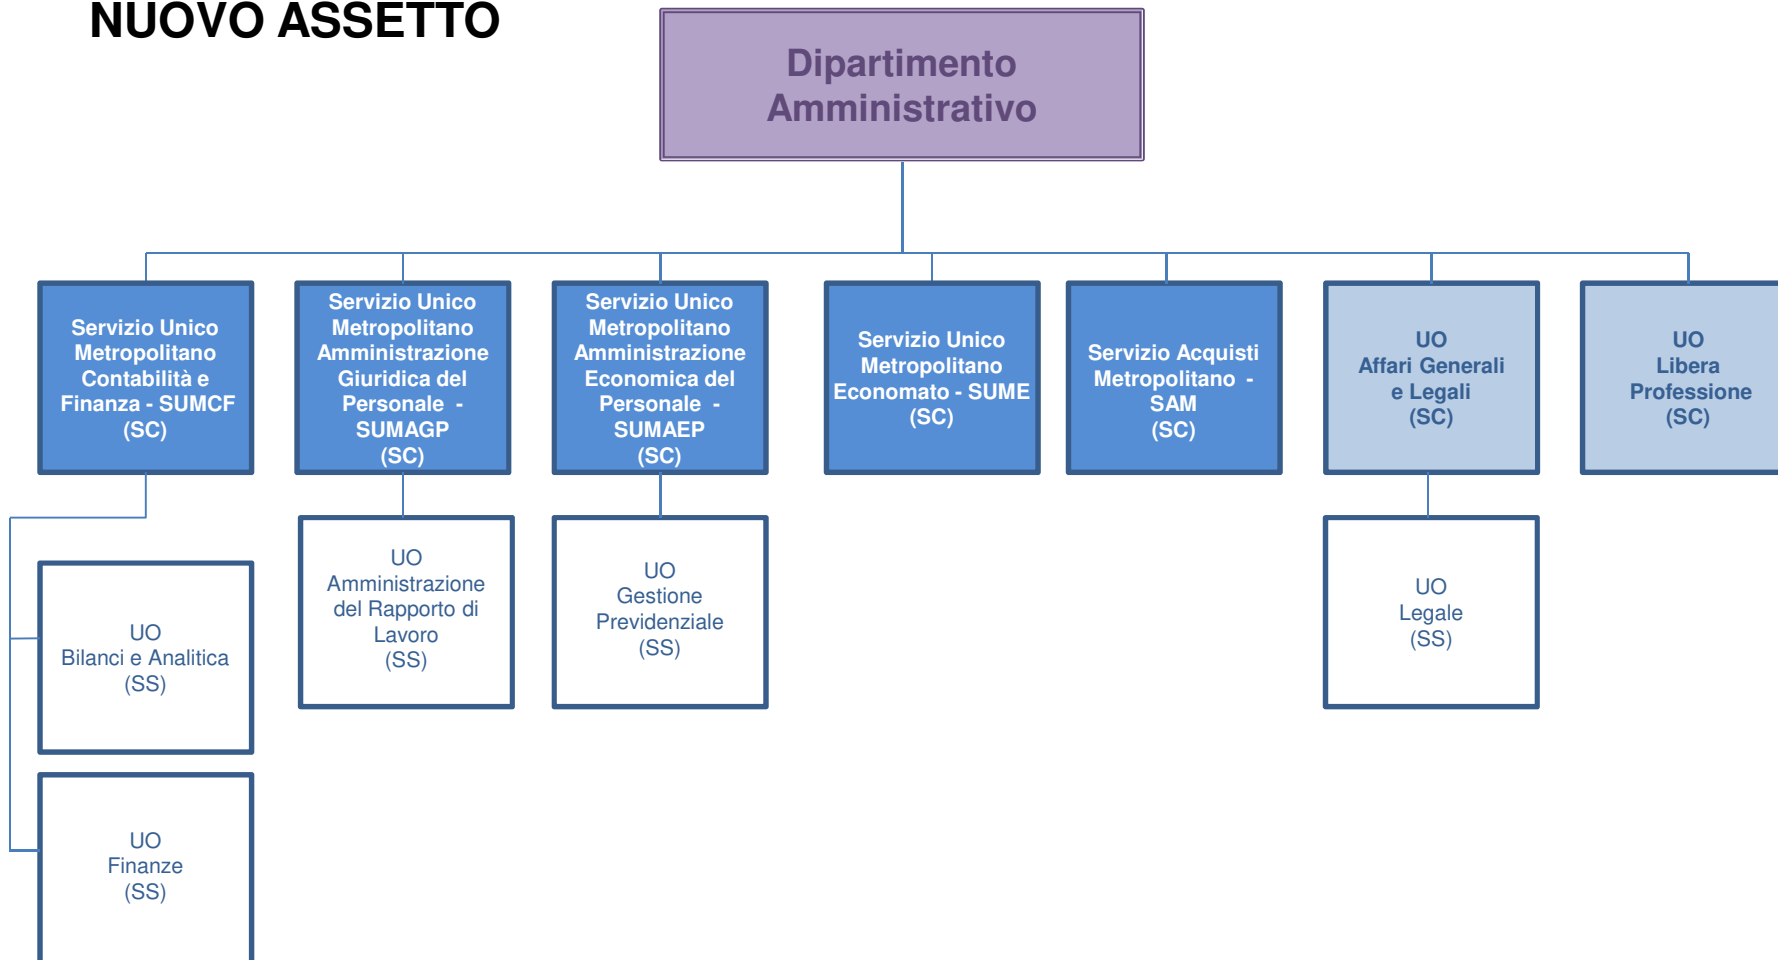 NUOVO ASSETTO
Dipartimento
Amministrativo
Servizio Unico
Metropolitano
Contabilità e
Finanza - SUMCF
(SC)
Servizio Unico
Metropolitano
Amministrazione
Giuridica del
Personale -
SUMAGP
(SC)
Servizio Unico
Metropolitano
Amministrazione
Economica del
Personale -
SUMAEP
(SC)
Servizio Unico
Metropolitano
Economato - SUME
(SC)
Servizio Acquisti
Metropolitano -
SAM
(SC)
UO
Affari Generali
e Legali
(SC)
UO
Libera
Professione
(SC)
UO
Bilanci e Analitica
(SS)
UO
Finanze
(SS)
UO
Amministrazione
del Rapporto di
Lavoro
(SS)
UO
Gestione
Previdenziale
(SS)
UO
Legale
(SS)